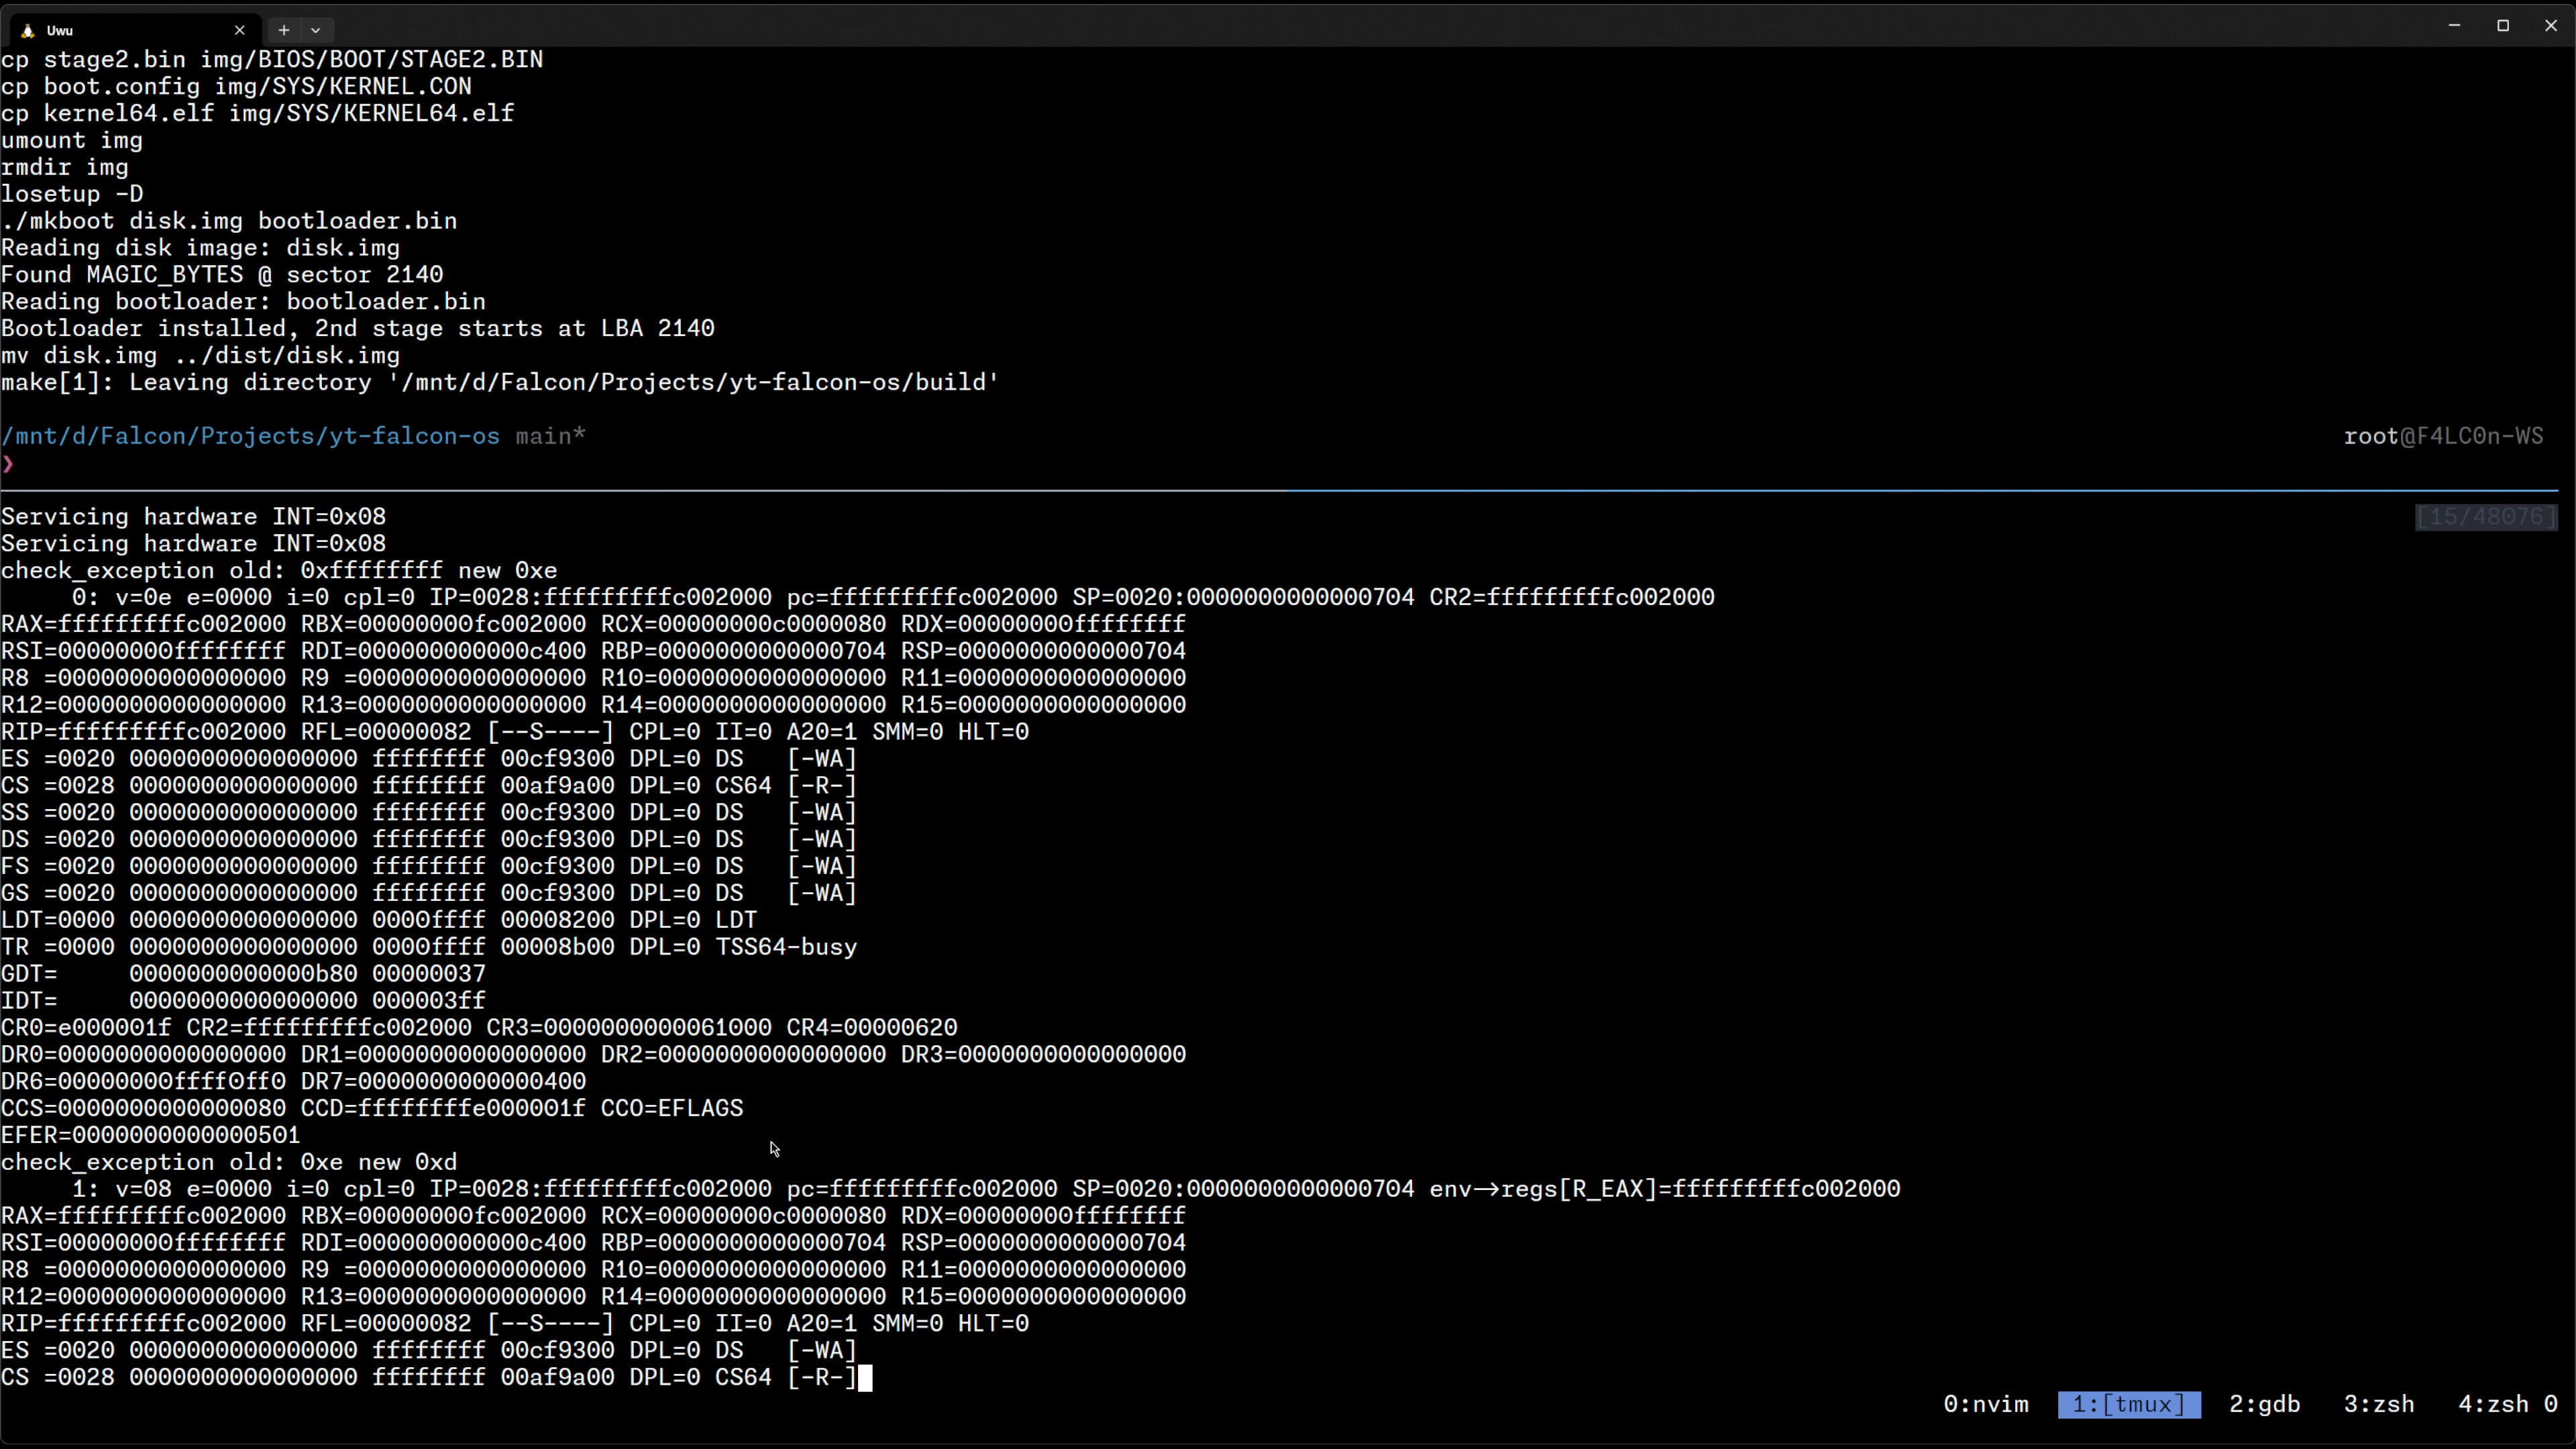 Uwu
cp stage2.bin img/BIOS/BOOT/STAGE2.BIN
cp boot.config img/SYS/KERNEL.CON
cp kernel64.elf img/SYS/KERNEL64.elf
umount img
rmdir img
losetup -D
./mkboot disk.img bootloader.bin
Reading disk image: disk.img
Found MAGIC_BYTES @ sector 2140
Reading bootloader: bootloader.bin
Bootloader installed, 2nd stage starts at LBA 2140
mv disk.img ../dist/disk.img
make[1]: Leaving directory '/mnt/d/Falcon/Projects/yt-falcon-os/build'
/mnt/d/Falcon/Projects/yt-falcon-os main* root@F4LC0n-WS
❯
Servicing hardware INT=0x08 [15/48076]
Servicing hardware INT=0x08
check_exception old: 0xffffffff new 0xe
0: v=0e e=0000 i=0 cpl=0 IP=0028:fffffffffc002000 pc=fffffffffc002000 SP=0020:0000000000000704 CR2=fffffffffc002000
RAX=fffffffffc002000 RBX=00000000fc002000 RCX=00000000c0000080 RDX=00000000ffffffff
RSI=00000000ffffffff RDI=000000000000c400 RBP=0000000000000704 RSP=0000000000000704
R8 =0000000000000000 R9 =0000000000000000 R10=0000000000000000 R11=0000000000000000
R12=0000000000000000 R13=0000000000000000 R14=0000000000000000 R15=0000000000000000
RIP=fffffffffc002000 RFL=00000082 [--S----] CPL=0 II=0 A20=1 SMM=0 HLT=0
ES =0020 0000000000000000 ffffffff 00cf9300 DPL=0 DS [-WA]
CS =0028 0000000000000000 ffffffff 00af9a00 DPL=0 CS64 [-R-]
SS =0020 0000000000000000 ffffffff 00cf9300 DPL=0 DS [-WA]
DS =0020 0000000000000000 ffffffff 00cf9300 DPL=0 DS [-WA]
FS =0020 0000000000000000 ffffffff 00cf9300 DPL=0 DS [-WA]
GS =0020 0000000000000000 ffffffff 00cf9300 DPL=0 DS [-WA]
LDT=0000 0000000000000000 0000ffff 00008200 DPL=0 LDT
TR =0000 0000000000000000 0000ffff 00008b00 DPL=0 TSS64-busy
GDT= 0000000000000b80 00000037
IDT= 0000000000000000 000003ff
CR0=e000001f CR2=fffffffffc002000 CR3=0000000000061000 CR4=00000620
DR0=0000000000000000 DR1=0000000000000000 DR2=0000000000000000 DR3=0000000000000000
DR6=00000000ffff0ff0 DR7=0000000000000400
CCS=0000000000000080 CCD=ffffffffe000001f CCO=EFLAGS
EFER=0000000000000501
check_exception old: 0xe new 0xd
1: v=08 e=0000 i=0 cpl=0 IP=0028:fffffffffc002000 pc=fffffffffc002000 SP=0020:0000000000000704 env->regs[R_EAX]=fffffffffc002000
RAX=fffffffffc002000 RBX=00000000fc002000 RCX=00000000c0000080 RDX=00000000ffffffff
RSI=00000000ffffffff RDI=000000000000c400 RBP=0000000000000704 RSP=0000000000000704
R8 =0000000000000000 R9 =0000000000000000 R10=0000000000000000 R11=0000000000000000
R12=0000000000000000 R13=0000000000000000 R14=0000000000000000 R15=0000000000000000
RIP=fffffffffc002000 RFL=00000082 [--S----] CPL=0 II=0 A20=1 SMM=0 HLT=0
ES =0020 0000000000000000 ffffffff 00cf9300 DPL=0 DS [-WA]
CS =0028 0000000000000000 ffffffff 00af9a00 DPL=0 CS64 [-R-]
0:nvim 1:[tmux] 2:gdb 3:zsh 4:zsh 0